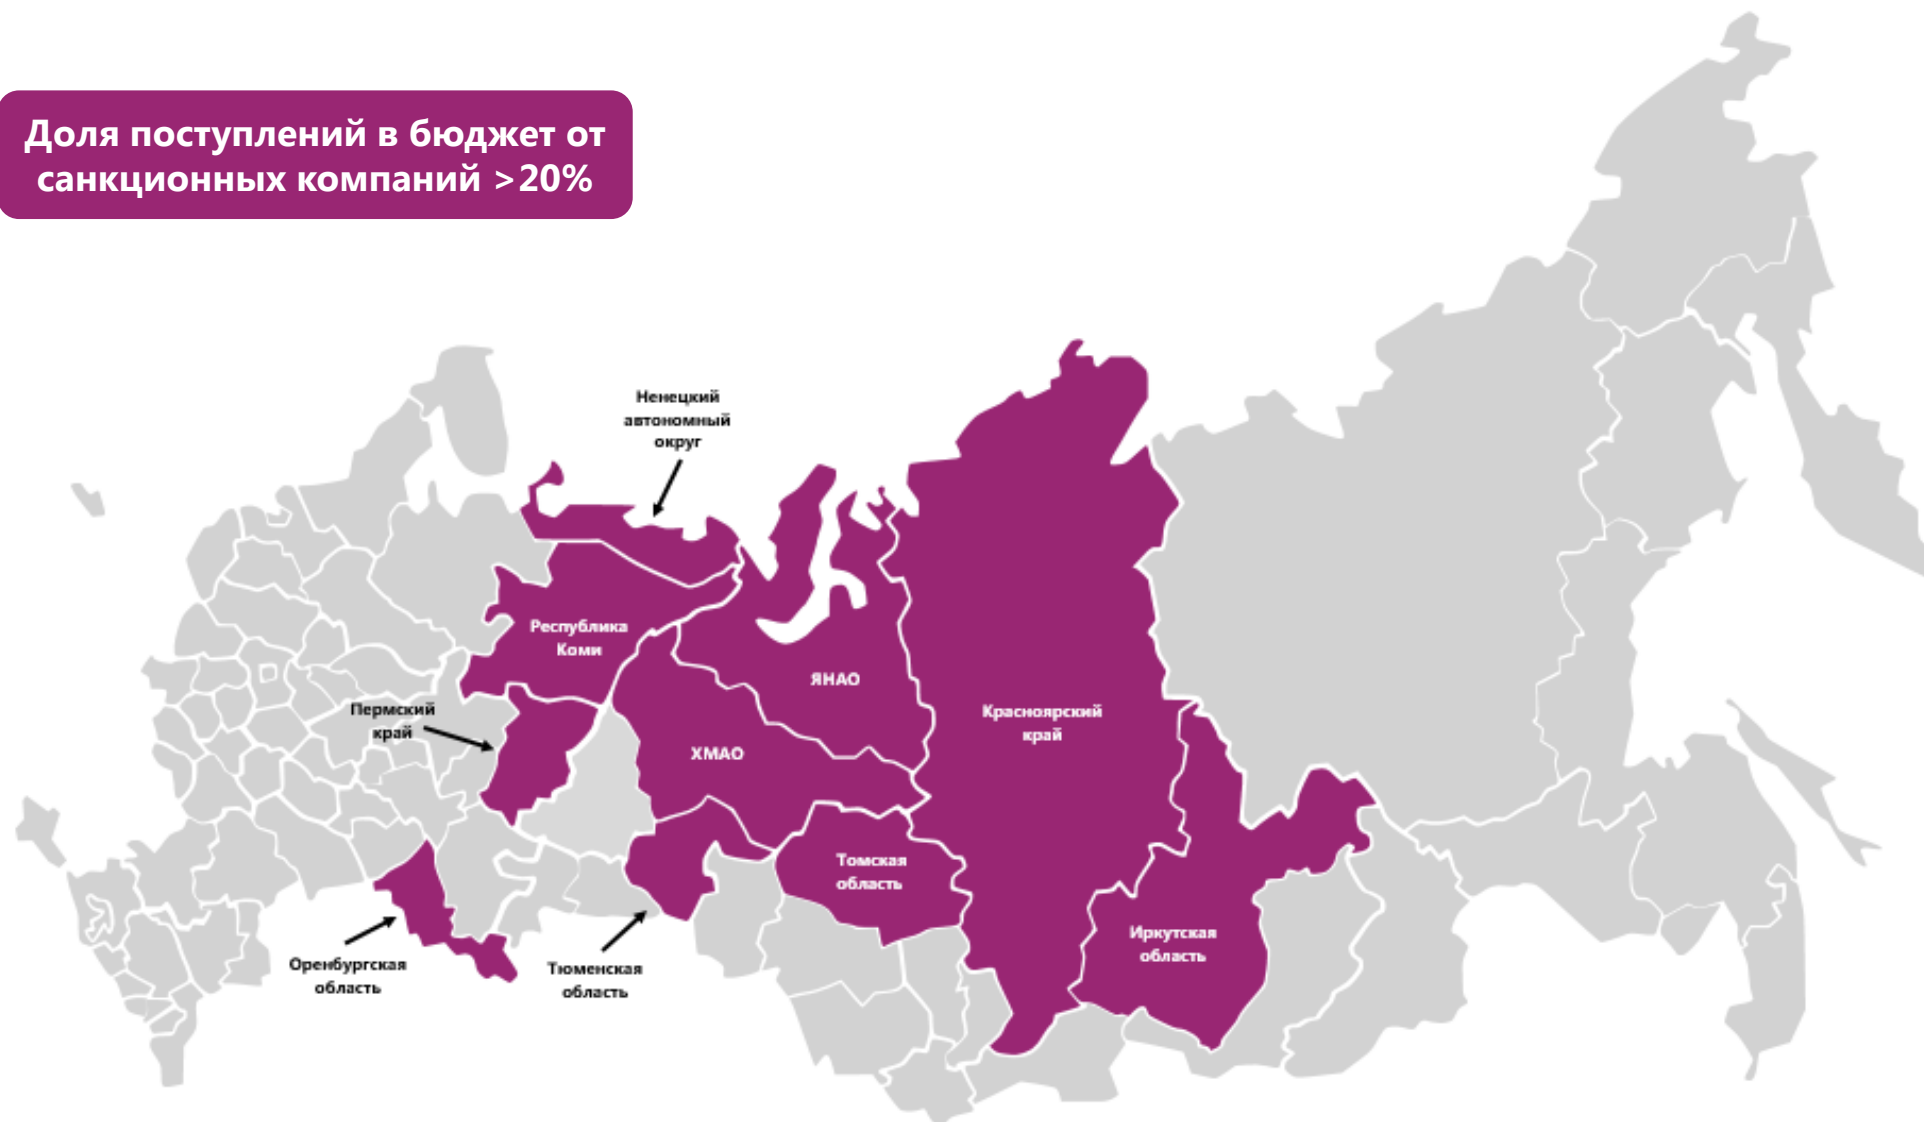 Доля поступлений в бюджет от
санкционных компаний >20%
Ненецкий
автономный
округ
Республика
Коми
ЯНАО
Пермский
край
Красноярский
край
ХМАО
Томская
область
Иркутская
область
Оренбургская
область
Тюменская
область